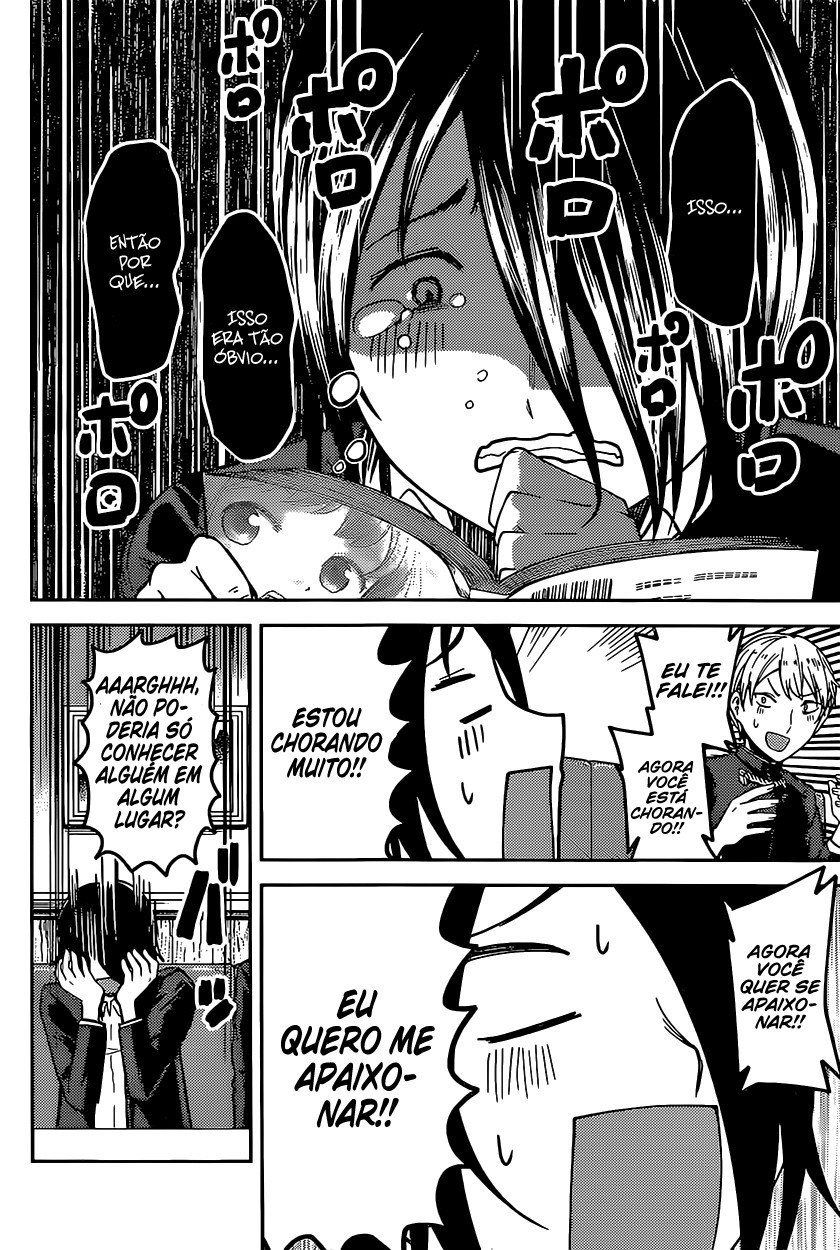 ISSO...
ISSO
ERA TÃO
ÓBVIO...
ENTÃO
POR
QUE...
ポロ
ポロ
ポロ
ポロ
ポロ
ポロ
EU TE
FALEI!!
AGORA
VOCÊ
ESTÁ
CHORAN-
DO!!
ESTOU
CHORANDO
MUITO!!
AAARGHHH,
NÃO PO-
DERIA SÓ
CONHECER
ALGUÉM EM
ALGUM
LUGAR?
AGORA
VOCÊ
QUER SE
APAIXO-
NAR!!
EU
QUERO ME
APAIXO-
NAR!!